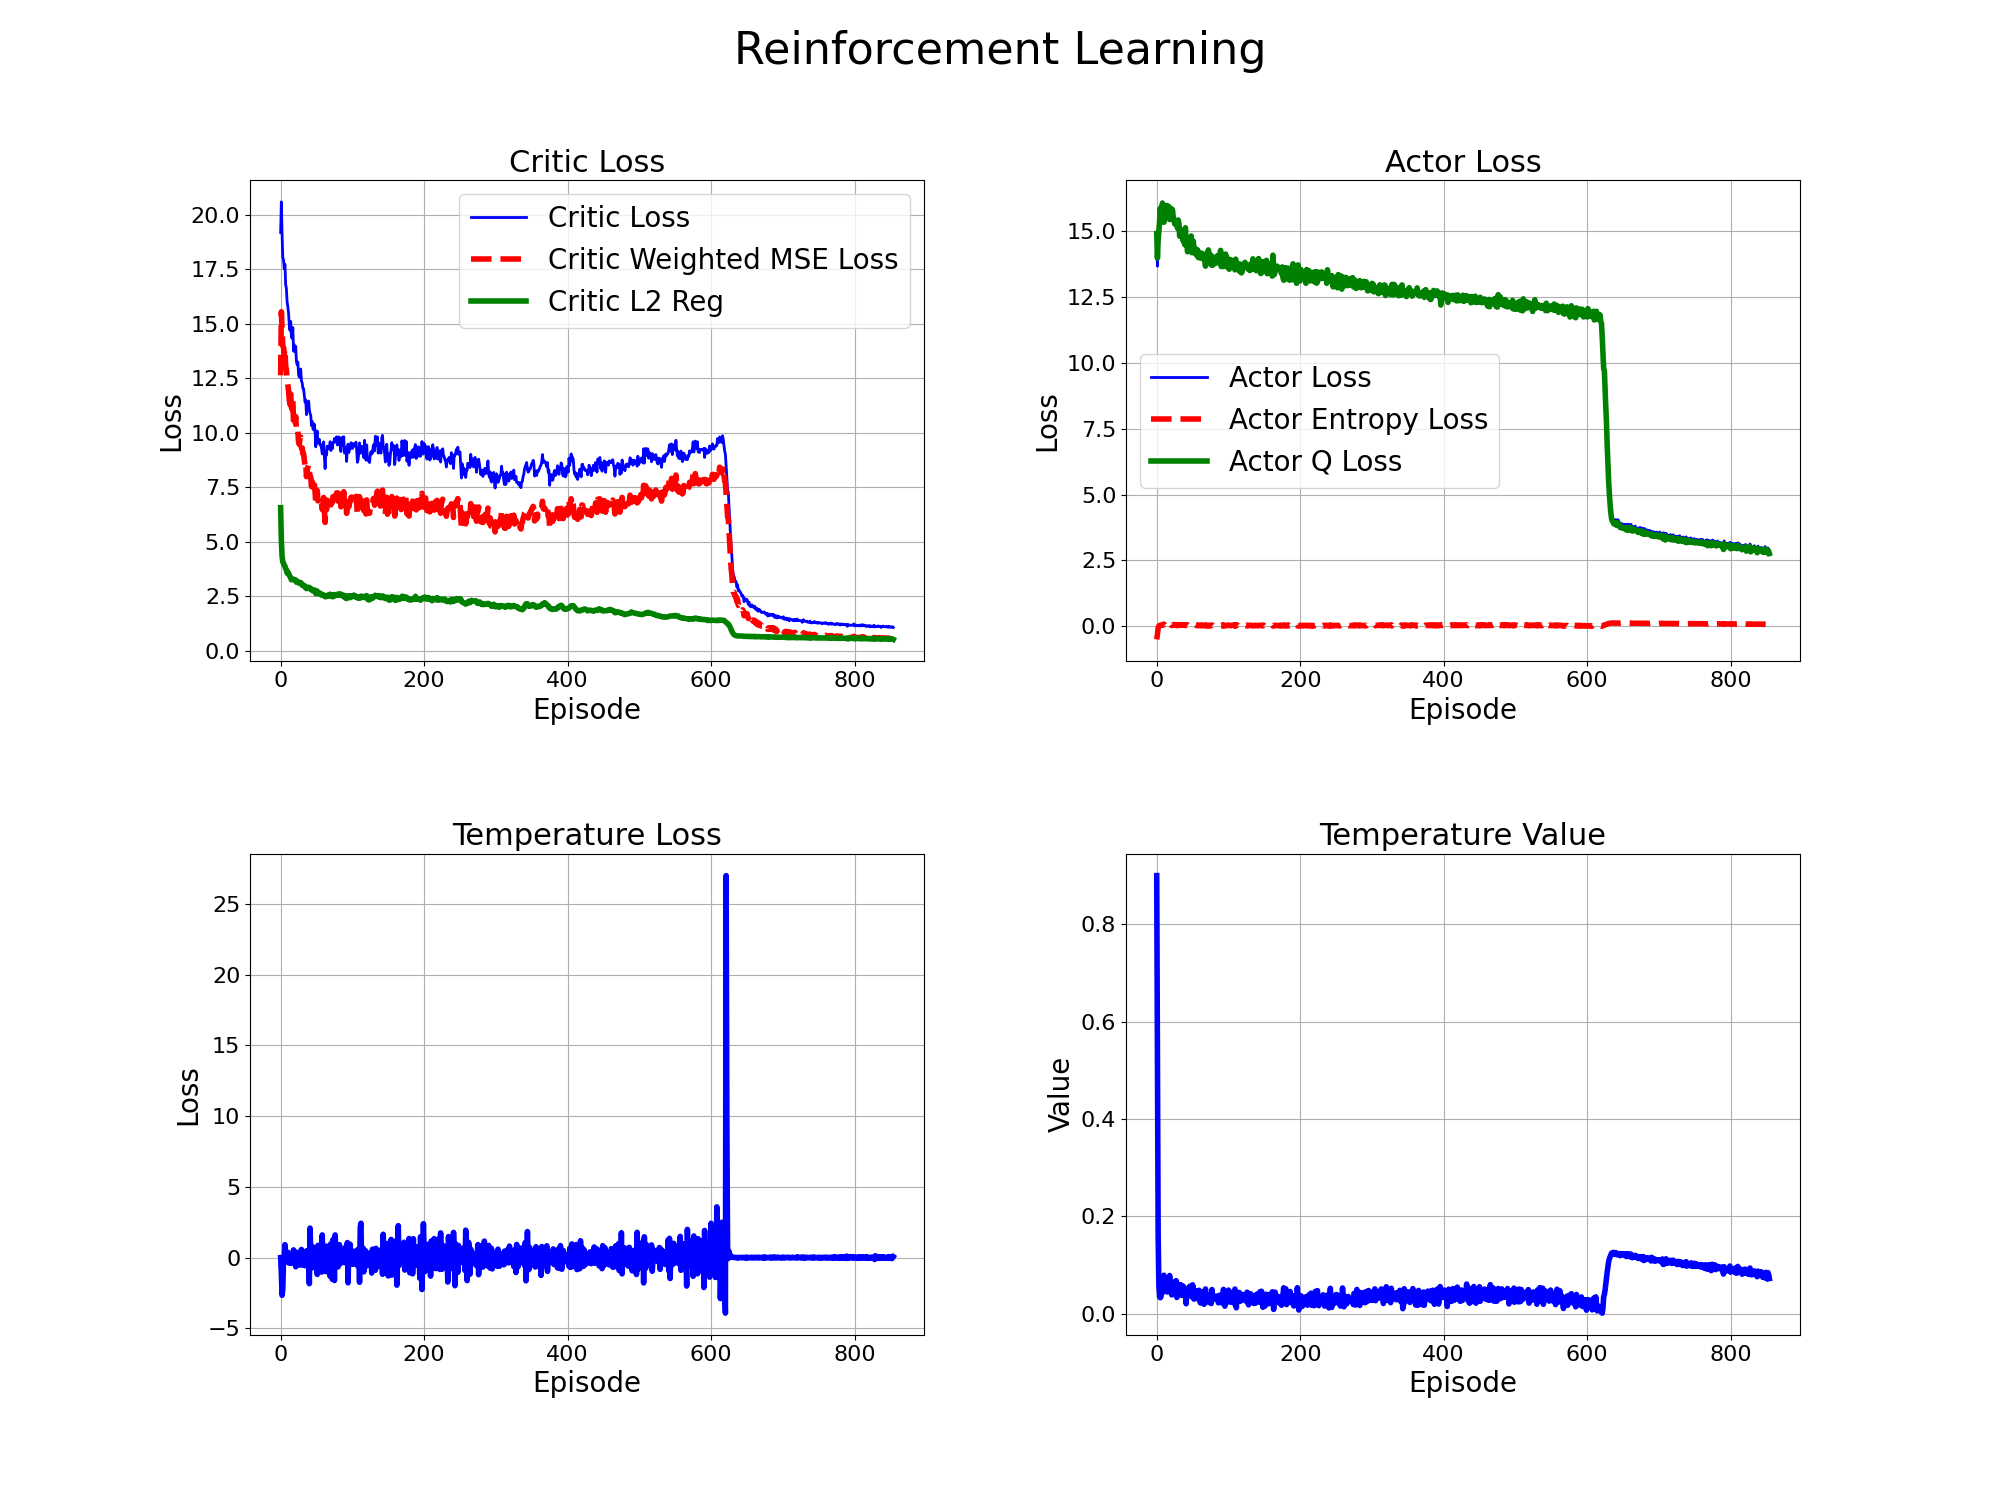 Reinforcement Learning
Critic Loss
20.0
17.5
15.0
12.5
10.0
7.5
5.0
2.5
0.0
Loss
Critic Loss
Critic Weighted MSE Loss
Critic L2 Reg
0 200 400 600 800
Episode
Actor Loss
15.0
12.5
10.0
7.5
5.0
2.5
0.0
Loss
Actor Loss
Actor Entropy Loss
Actor Q Loss
0 200 400 600 800
Episode
Temperature Loss
25
20
15
10
5
0
−5
Loss
0 200 400 600 800
Episode
Temperature Value
0.8
0.6
0.4
0.2
0.0
Value
0 200 400 600 800
Episode